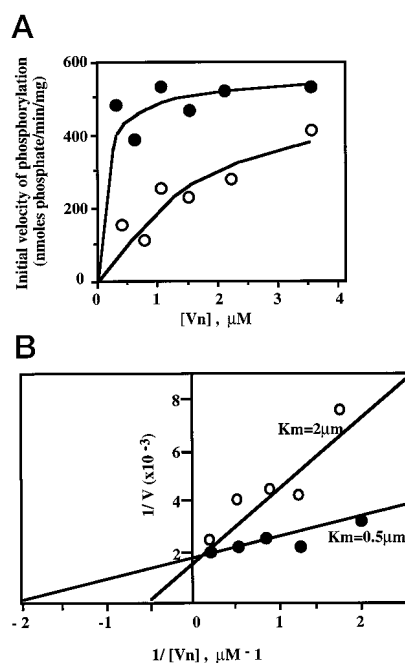 A
Initial velocity of phosphorylation
(nmoles phosphate/min/mg)
600
400
200
0
0 1 2 3 4
[Vn] , μM
B
1/ V (x10 -3)
8
6
4
2
Km=2μm
Km=0.5μm
-2 -1 0 1 2
1/ [Vn] , μM - 1